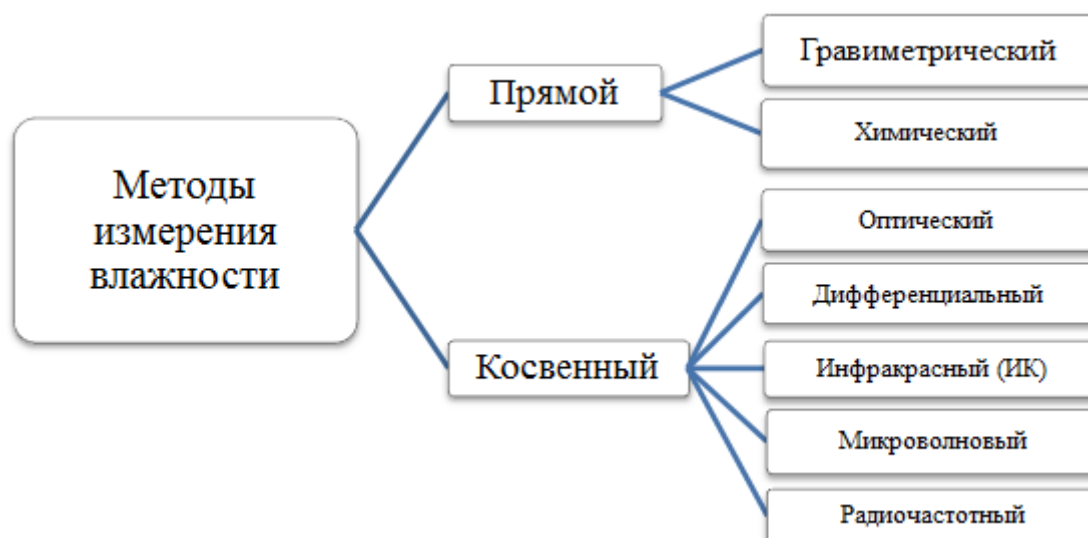 Методы
измерения
влажности
Прямой
Гравиметрический
Химический
Косвенный
Оптический
Дифференциальный
Инфракрасный (ИК)
Микроволновый
Радиочастотный